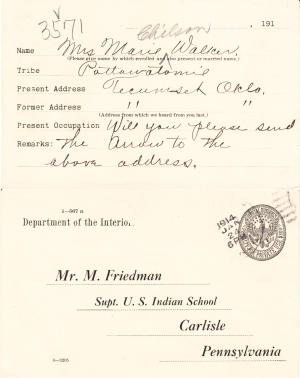 3571
Chilson
, 191
Name Mrs Marie Walker.
(Please give name by which enrolled and also present or married name.)
Tribe Pottawatomie
Present Address Tecumseh Okla.
Former Address " "
(Address from which we heard from you last.)
Present Occupation Will you please send
Remarks: the Arrow to the
above address.
5—567 a
Department of the Interior.
1914
Mr. M. Friedman
Supt. U. S. Indian School
Carlisle
Pennsylvania